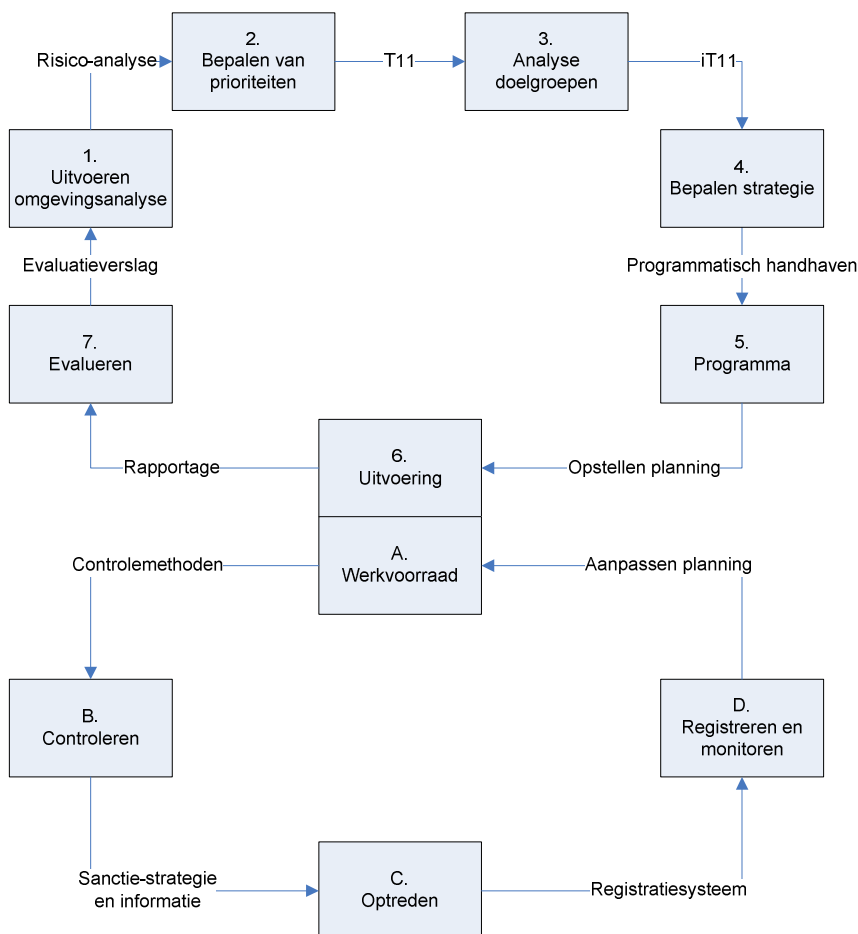 2.
Bepalen van
prioriteiten
3.
Analyse
doelgroepen
Risico-analyse
T11
iT11
1.
Uitvoeren
omgevingsanalyse
4.
Bepalen strategie
Evaluatieverslag
Programmatisch handhaven
7.
Evalueren
5.
Programma
6.
Uitvoering
Rapportage
Opstellen planning
A.
Werkvoorraad
Controlemethoden
Aanpassen planning
B.
Controleren
D.
Registreren en
monitoren
Sanctie-strategie
en informatie
C.
Optreden
Registratiesysteem